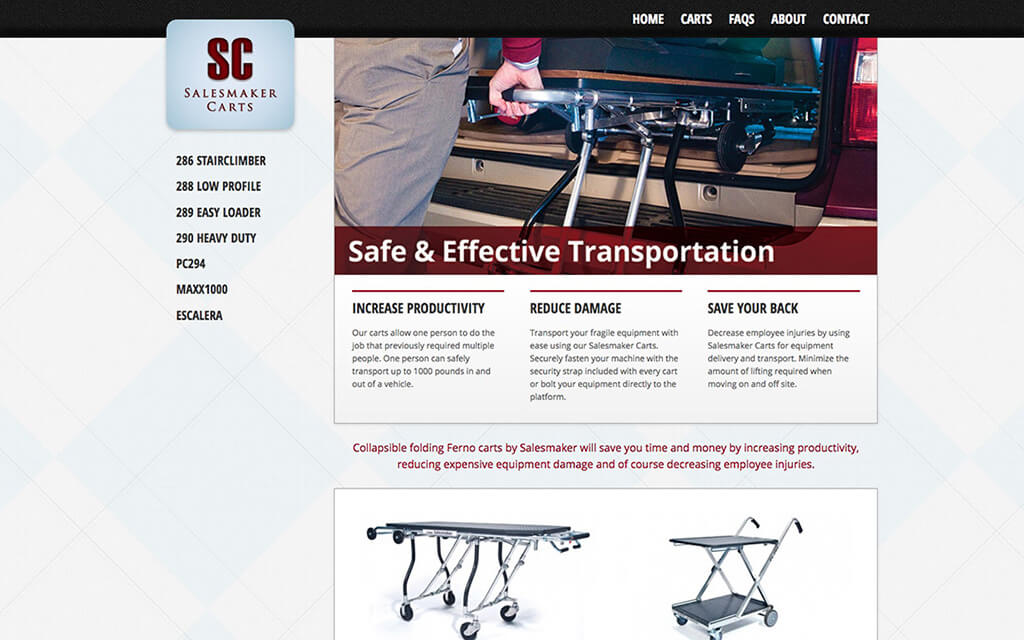 HOME CARTS FAQS ABOUT CONTACT
SC
SALESMAKER
CARTS
286 STAIRCLIMBER
288 LOW PROFILE
289 EASY LOADER
290 HEAVY DUTY
PC294
MAXX1000
ESCALERA
Safe & Effective Transportation
INCREASE PRODUCTIVITY
Our carts allow one person to do the
job that previously required multiple
people. One person can safely
transport up to 1000 pounds in and
out of a vehicle.
REDUCE DAMAGE
Transport your fragile equipment with
ease using our Salesmaker Carts.
Securely fasten your machine with the
security strap included with every cart
or bolt your equipment directly to the
platform.
SAVE YOUR BACK
Decrease employee injuries by using
Salesmaker Carts for equipment
delivery and transport. Minimize the
amount of lifting required when
moving on and off site.
Collapsible folding Ferno carts by Salesmaker will save you time and money by increasing productivity,
reducing expensive equipment damage and of course decreasing employee injuries.